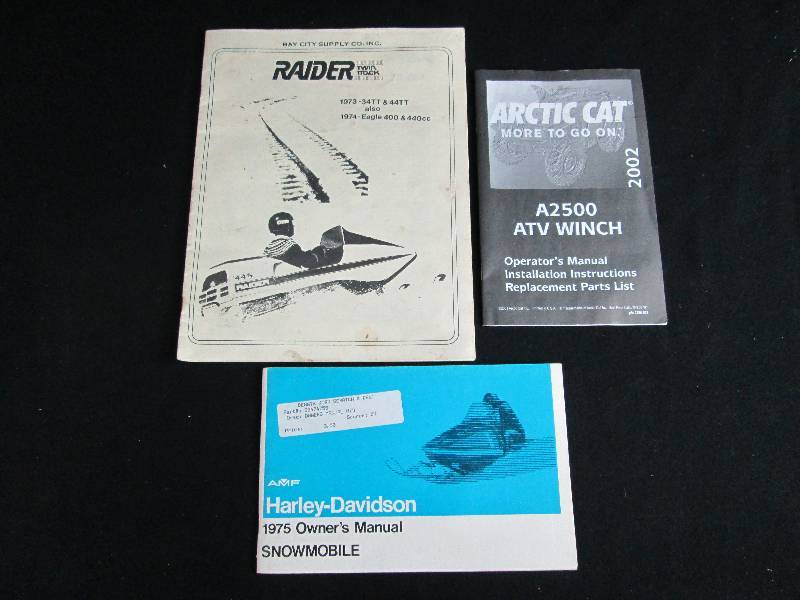 BAY CITY SUPPLY CO. INC.
RAIDER TWIN TRACK
1973-34TT & 44TT
also
1974-Eagle 400 & 440cc
RAIDER
ARCTIC CAT®
MORE TO GO ON.
2002
A2500
ATV WINCH
Operator's Manual
Installation Instructions
Replacement Parts List
AMF
Harley-Davidson
1975 Owner's Manual
SNOWMOBILE